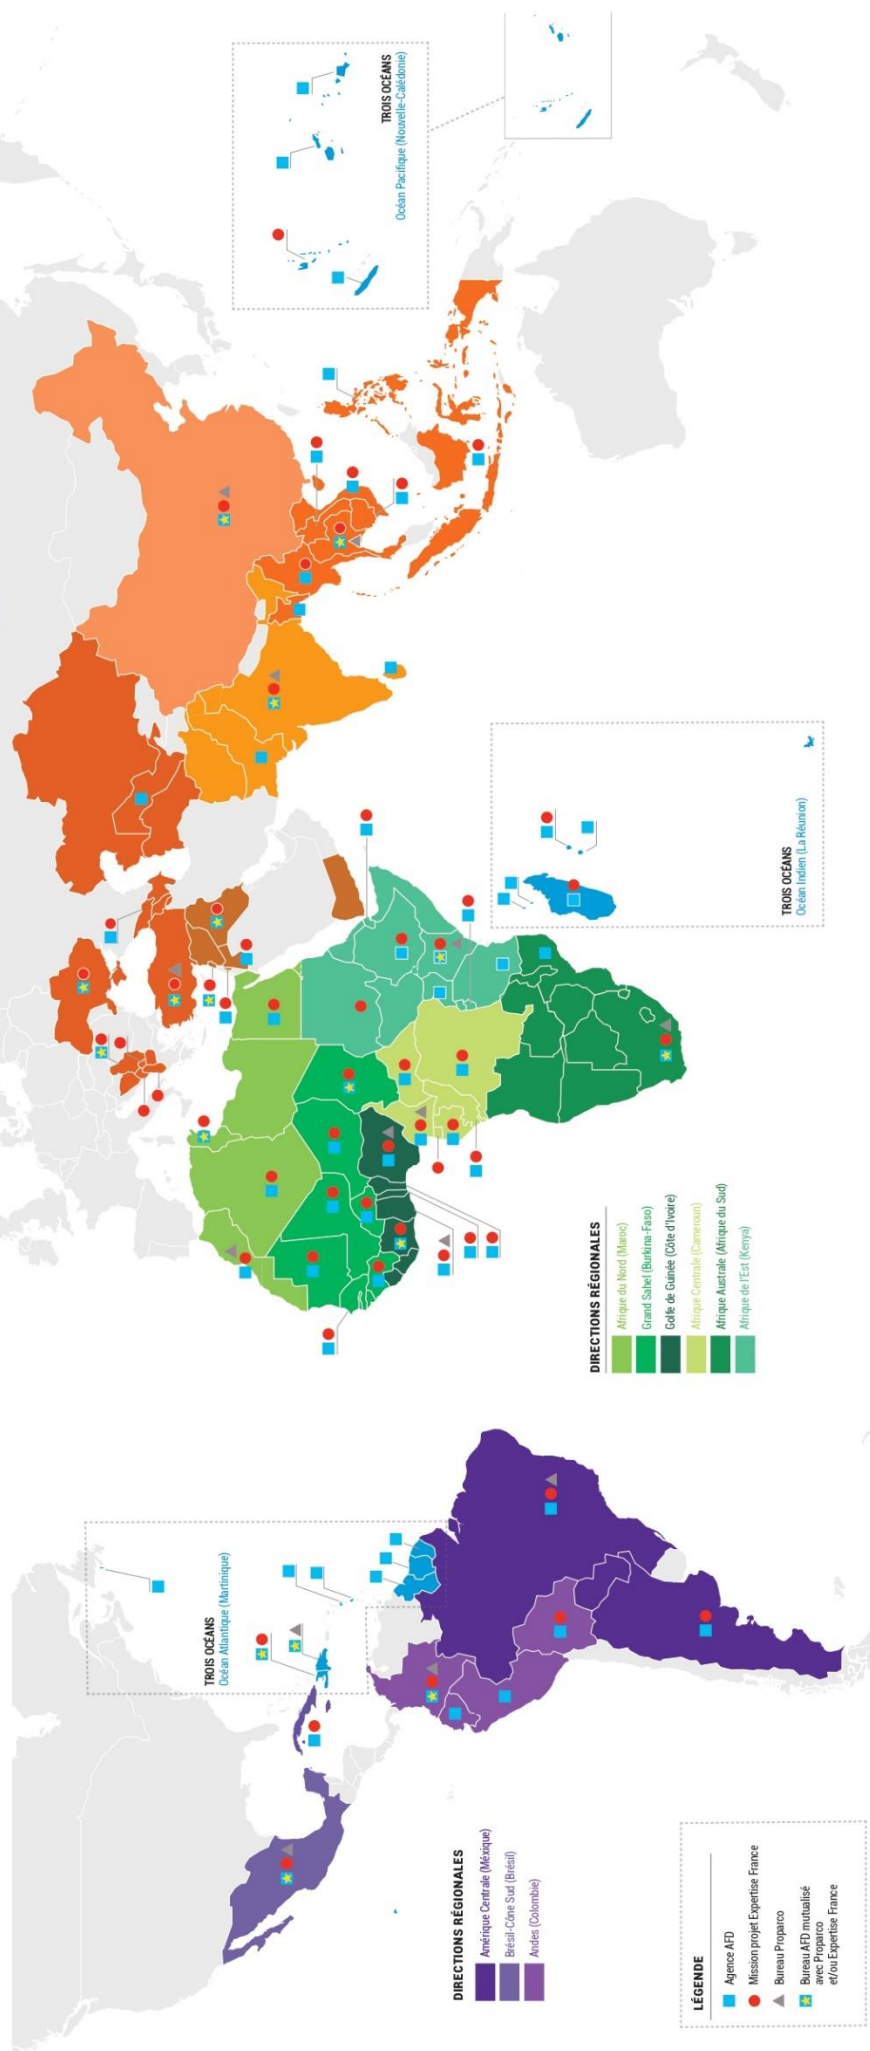 TROIS OCÉANS
Océan Atlantique (Martinique)
TROIS OCÉANS
Océan Pacifique (Nouvelle-Calédonie)
TROIS OCÉANS
Océan Indien (La Réunion)
DIRECTIONS RÉGIONALES
Amérique Centrale (Méxique)
Brésil-Cône Sud (Brésil)
Andes (Colombie)
DIRECTIONS RÉGIONALES
Afrique du Nord (Maroc)
Grand Sahel (Burkina-Faso)
Golfe de Guinée (Côte d'Ivoire)
Afrique Centrale (Cameroun)
Afrique Australe (Afrique du Sud)
Afrique de l'Est (Kenya)
LÉGENDE
Agence AFD
Mission projet Expertise France
Bureau Proparco
Bureau AFD mutualisé
avec Proparco
et/ou Expertise France